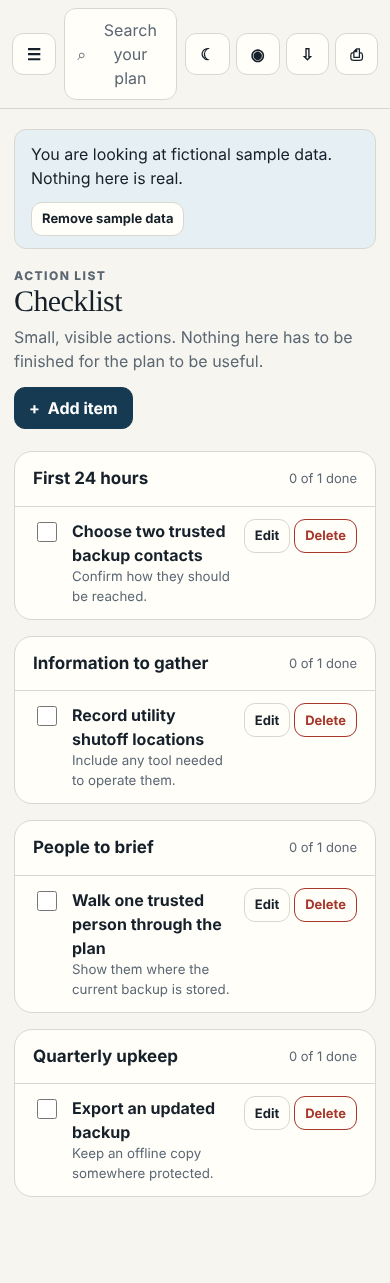 Search
your
plan
You are looking at fictional sample data.
Nothing here is real.
Remove sample data
ACTION LIST
Checklist
Small, visible actions. Nothing here has to be
finished for the plan to be useful.
+ Add item
First 24 hours
0 of 1 done
Choose two trusted
backup contacts
Confirm how they should
be reached.
Edit
Delete
Information to gather
0 of 1 done
Record utility
shutoff locations
Include any tool needed
to operate them.
Edit
Delete
People to brief
0 of 1 done
Walk one trusted
person through the
plan
Show them where the
current backup is stored.
Edit
Delete
Quarterly upkeep
0 of 1 done
Export an updated
backup
Keep an offline copy
somewhere protected.
Edit
Delete